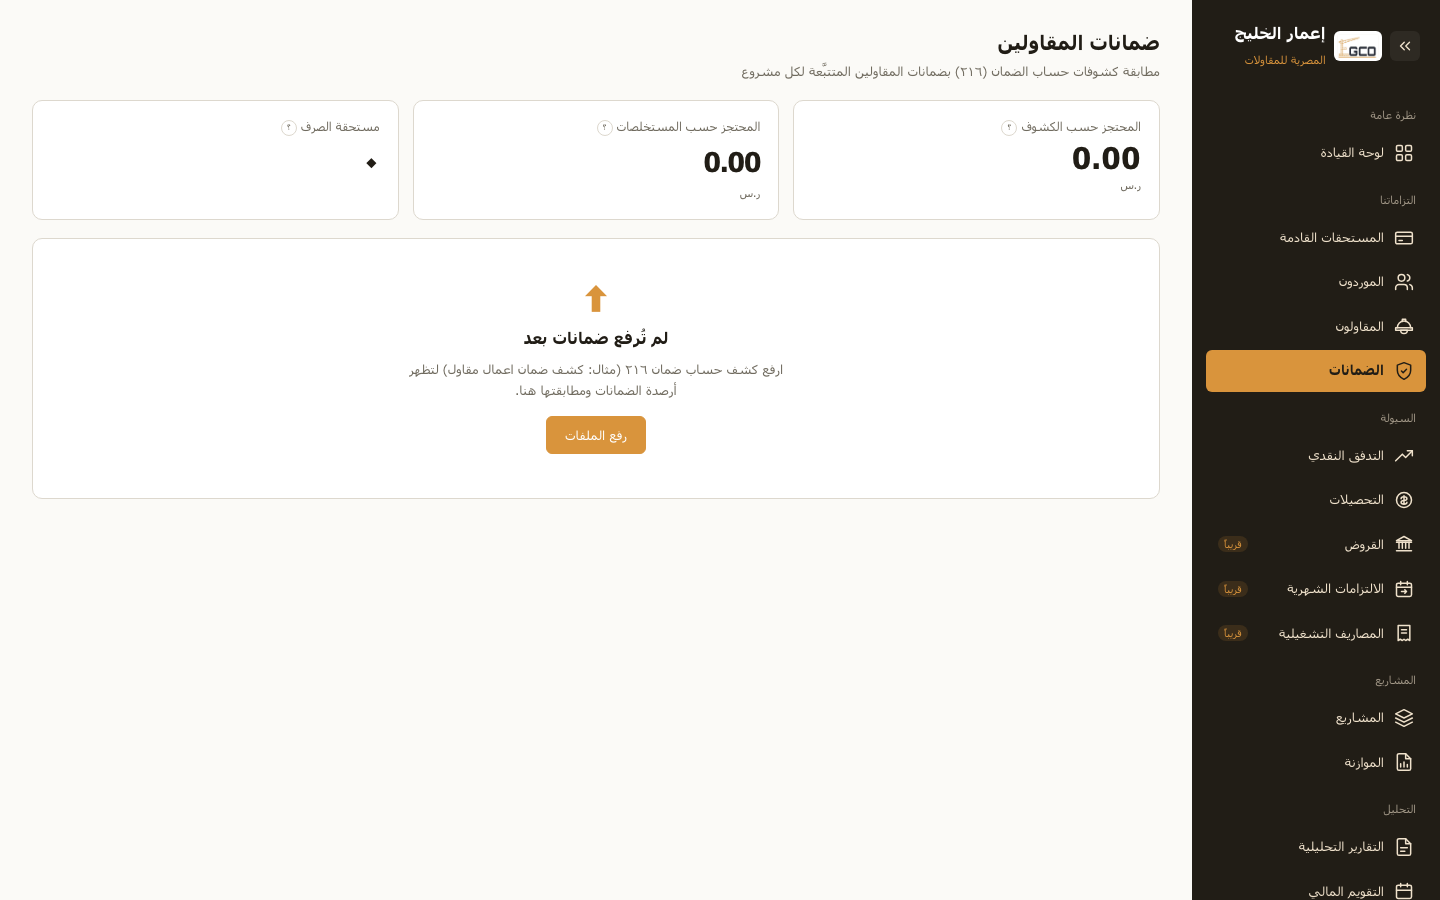 إعمار الخليج
المصرية للمقاولات
GCO
نظرة عامة
لوحة القيادة
التزاماتنا
المستحقات القادمة
الموردون
المقاولون
الضمانات
السيولة
التدفق النقدي
التحصيلات
القروض
قريباً
الالتزامات الشهرية
قريباً
المصاريف التشغيلية
قريباً
المشاريع
المشاريع
الموازنة
التحليل
التقارير التحليلية
التقويم المالي
ضمانات المقاولين
مطابقة كشوفات حساب الضمان (٢١٦) بضمانات المقاولين المتتبَّعة لكل مشروع
المحتجز حسب الكشوف ؟
0.00
ر.س
المحتجز حسب المستخلصات ؟
0.00
ر.س
مستحقة الصرف ؟
٠
لم تُرفع ضمانات بعد
ارفع كشف حساب ضمان ٢١٦ (مثال: كشف ضمان اعمال مقاول) لتظهر
أرصدة الضمانات ومطابقتها هنا.
رفع الملفات